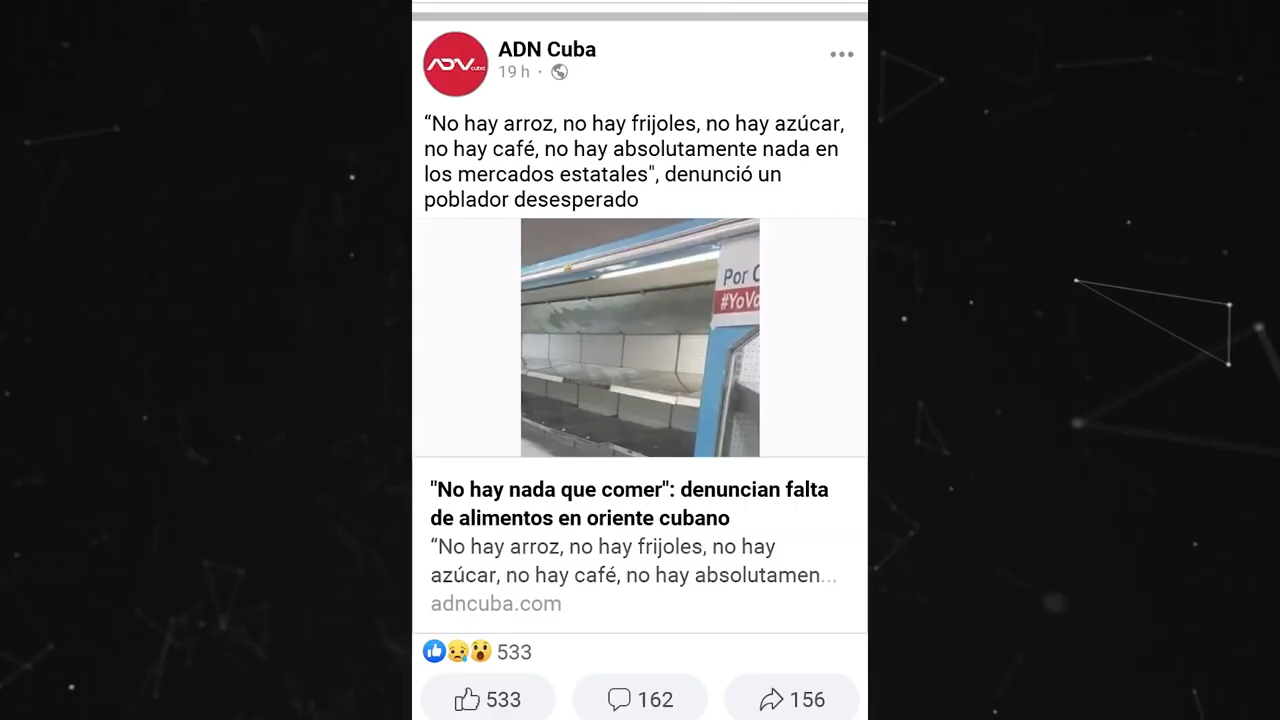 ADN Cuba
ADN cuba
19 h ·
“No hay arroz, no hay frijoles, no hay azúcar,
no hay café, no hay absolutamente nada en
los mercados estatales", denunció un
poblador desesperado
Por C
#YoVo
"No hay nada que comer": denuncian falta
de alimentos en oriente cubano
“No hay arroz, no hay frijoles, no hay
azúcar, no hay café, no hay absolutamen...
adncuba.com
533
533
162
156